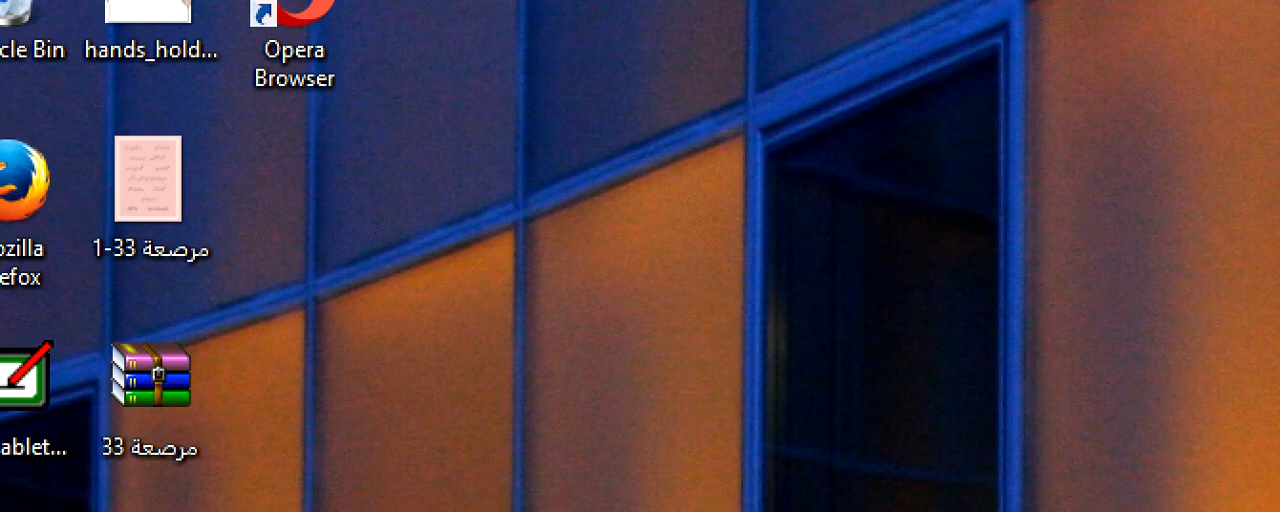 cle Bin
hands_hold...
Opera
Browser
ozilla
efox
مرصعة 33-1
ablet...
مرصعة 33